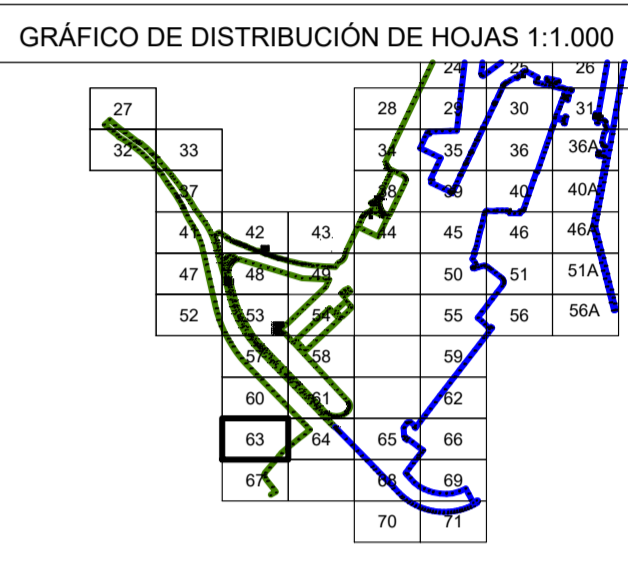 GRÁFICO DE DISTRIBUCIÓN DE HOJAS 1:1.000
24 25 26
27 28 29 30 31
32 33 34 35 36 36A
37 38 39 40 40A
41 42 43 44 45 46 46A
47 48 49 50 51 51A
52 53 54 55 56 56A
57 58 59
60 61 62
63 64 65 66
67 68 69
70 71